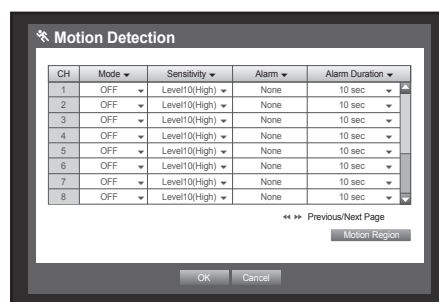 Motion Detection
CH Mode Sensitivity Alarm Alarm Duration
1 OFF Level10(High) None 10 sec
2 OFF Level10(High) None 10 sec
3 OFF Level10(High) None 10 sec
4 OFF Level10(High) None 10 sec
5 OFF Level10(High) None 10 sec
6 OFF Level10(High) None 10 sec
7 OFF Level10(High) None 10 sec
8 OFF Level10(High) None 10 sec
Previous/Next Page
Motion Region
OK Cancel